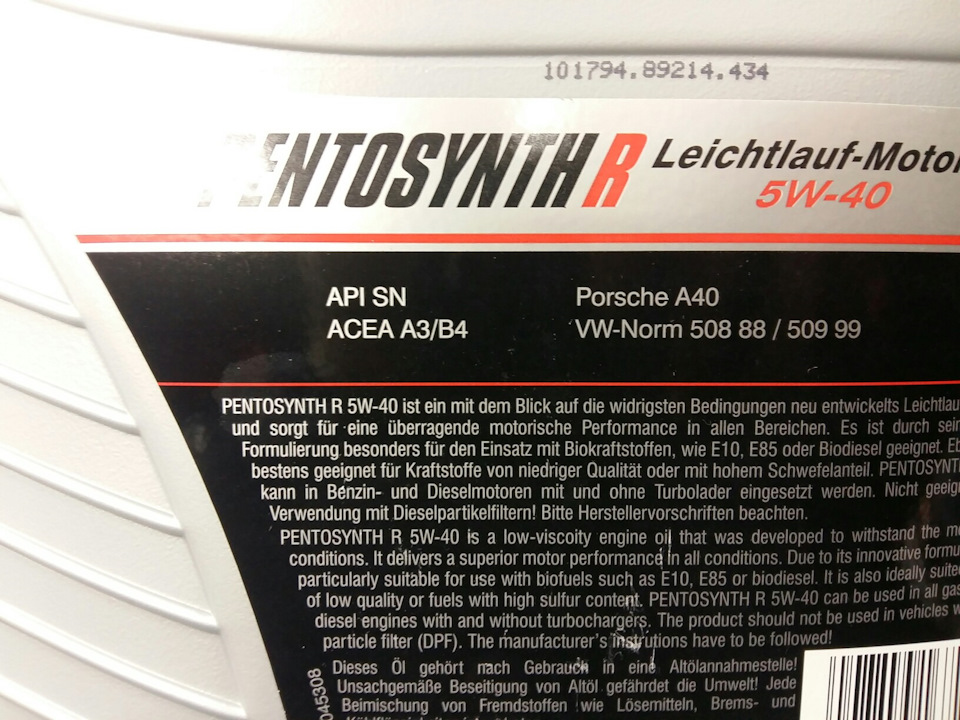 101794.89214.434
PENTOSYNTH R Leichtlauf-Motor
5W-40
API SN Porsche A40
ACEA A3/B4 VW-Norm 508 88 / 509 99
PENTOSYNTH R 5W-40 ist ein mit dem Blick auf die widrigsten Bedingungen neu entwickelts Leichtlau
und sorgt für eine überragende motorische Performance in allen Bereichen. Es ist durch sein
Formulierung besonders für den Einsatz mit Biokraftstoffen, wie E10, E85 oder Biodiesel geeignet. Eb
bestens geeignet für Kraftstoffe von niedriger Qualität oder mit hohem Schwefelanteil. PENTOSYNT
kann in Benzin- und Dieselmotoren mit und ohne Turbolader eingesetzt werden. Nicht geeign
Verwendung mit Dieselpartikelfiltern! Bitte Herstellervorschriften beachten.
PENTOSYNTH R 5W-40 is a low-viscoity engine oil that was developed to withstand the mo
conditions. It delivers a superior motor performance in all conditions. Due to its innovative formu
particularly suitable for use with biofuels such as E10, E85 or biodiesel. It is also ideally suite
of low quality or fuels with high sulfur content. PENTOSYNTH R 5W-40 can be used in all gas
diesel engines with and without turbochargers. The product should not be used in vehicles w
particle filter (DPF). The manufacturer's instrutions have to be followed!
Dieses Öl gehört nach Gebrauch in eine Altölannahmestelle!
Unsachgemäße Beseitigung von Altöl gefährdet die Umwelt! Jede
Beimischung von Fremdstoffen wie Lösemitteln, Brems- und
045308